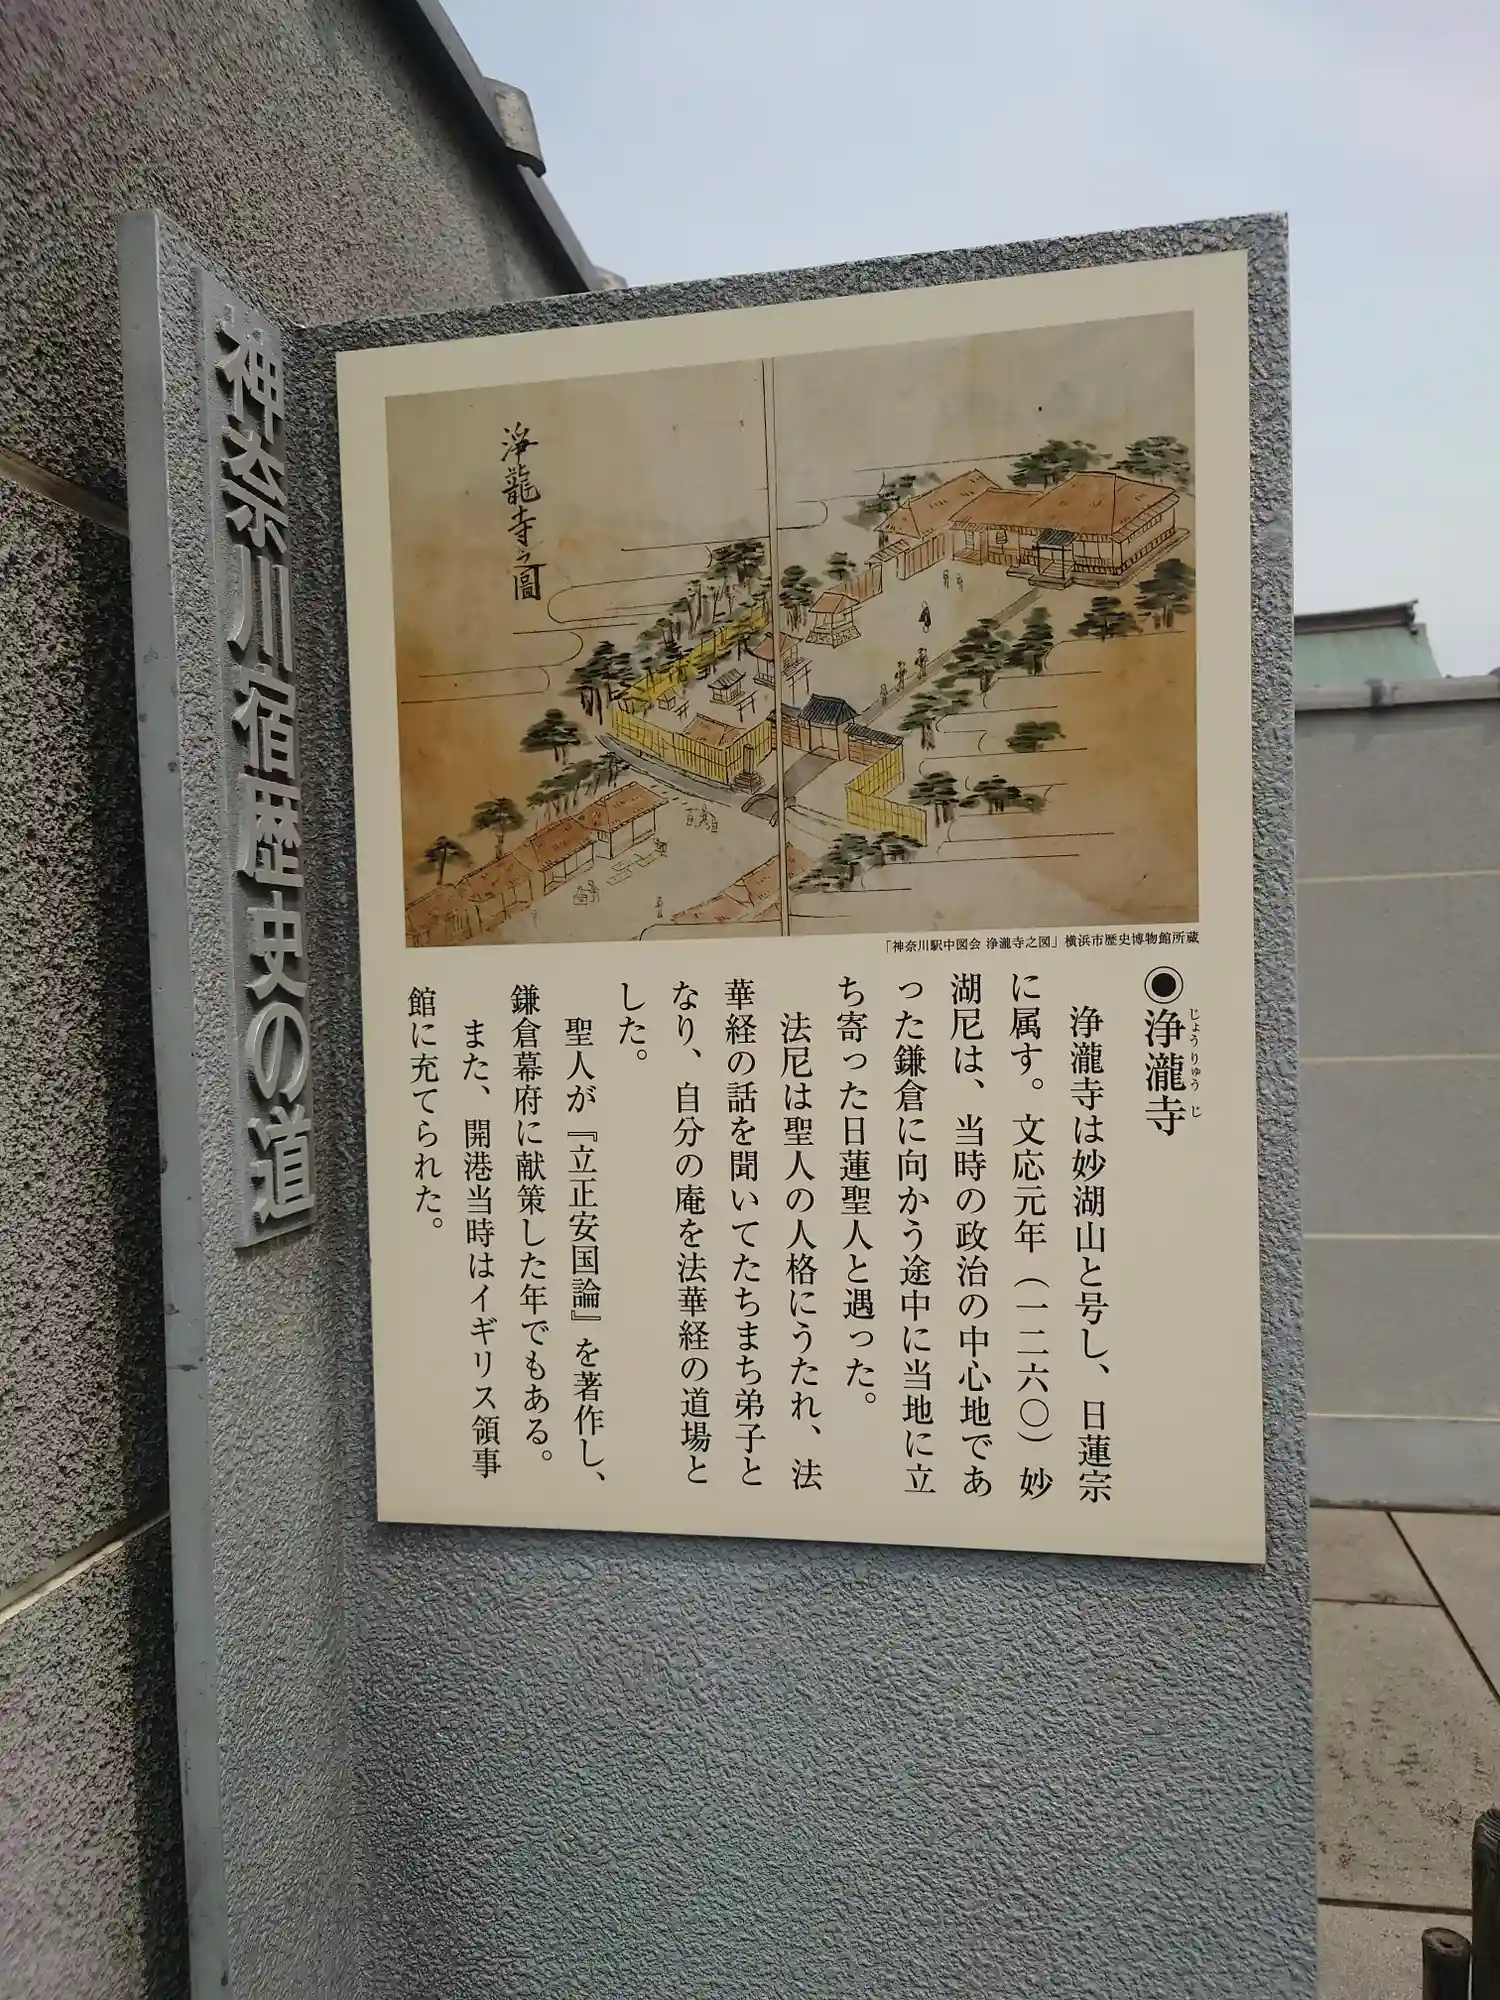 神奈川宿歴史の道
淨龍寺之圖
「神奈川駅中図会 浄瀧寺之図」横浜市歴史博物館所蔵
◉浄瀧寺
じょうりゅうじ
浄瀧寺は妙湖山と号し、日蓮宗
に属す。文応元年（一二六〇）妙
湖尼は、当時の政治の中心地であ
った鎌倉に向かう途中に当地に立
ち寄った日蓮聖人と遇った。
法尼は聖人の人格にうたれ、法
華経の話を聞いてたちまち弟子と
なり、自分の庵を法華経の道場と
した。
聖人が『立正安国論』を著作し、
鎌倉幕府に献策した年でもある。
また、開港当時はイギリス領事
館に充てられた。